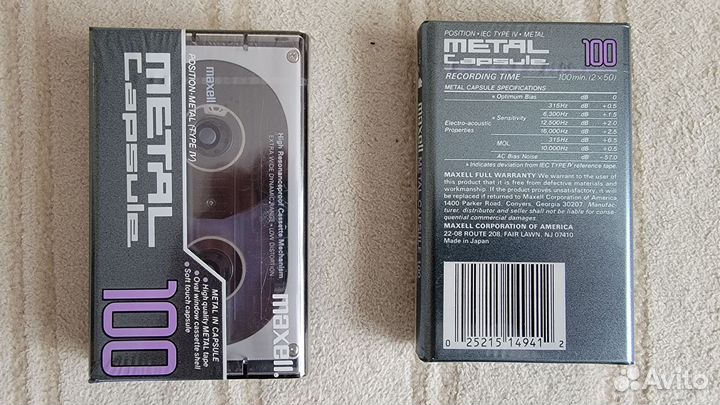 METAL
Capsule
100
POSITION·METAL (TYPE IV)
METAL IN CAPSULE
● High quality METAL tape
● Oval window cassette shell
● Soft touch capsule
maxell
High Resonanceproof Cassette Mechanism
EXTRA WIDE DYNAMIC RANGE · LOW DISTORTION
maxell.
POSITION · IEC TYPE IV · METAL
METAL
Capsule
100
RECORDING TIME 100 min. (2×50)
METAL CAPSULE SPECIFICATIONS
Electro-acoustic Properties
* Optimum Bias dB 0
315Hz dB +0.5
* Sensitivity 6,300Hz dB +1.5
12,500Hz dB +2.0
16,000Hz dB +2.5
MOL 315Hz dB +6.5
10,000Hz dB +0.5
AC Bias Noise dB -57.0
* Indicates deviation from IEC TYPE IV reference tape.
MAXELL FULL WARRANTY We warrant to the user of
this product that it is free from defective materials and
workmanship. If the product proves unsatisfactory, it will
be replaced if returned to Maxell Corporation of America
1400 Parker Road, Conyers, Georgia 30207. Manufac-
turer, distributor and seller shall not be liable for conse-
quential commercial damages.
MAXELL CORPORATION OF AMERICA
22-08 ROUTE 208, FAIR LAWN, NJ 07410
Made in Japan
0 25215 14941 2
Avito